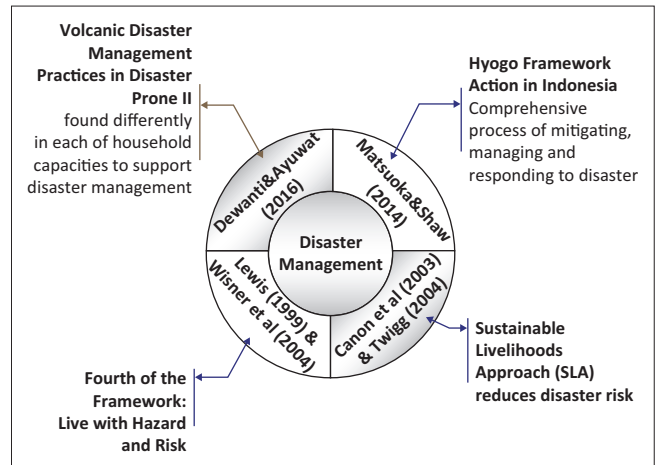 Volcanic Disaster
Management
Practices in Disaster
Prone II
found differently
in each of household
capacities to support
disaster management
Hyogo Framework
Action in Indonesia
Comprehensive
process of mitigating,
managing and
responding to disaster
Dewanti&Ayuwat
(2016)
Matsuoka&Shaw
(2014)
Disaster
Management
Lewis (1999) &
Wisner et al
(2004)
Canon et al (2003)
& Twigg (2004)
Fourth of the
Framework:
Live with Hazard
and Risk
Sustainable
Livelihoods
Approach (SLA)
reduces disaster risk